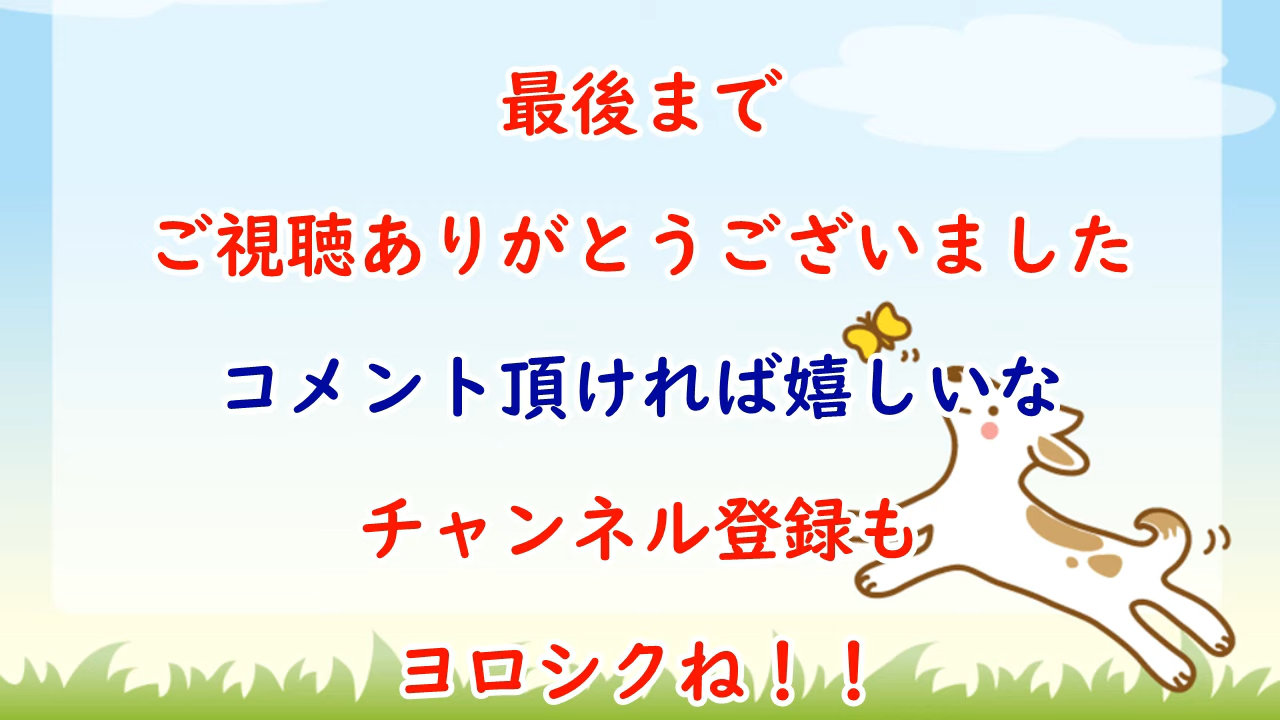 最後まで
ご視聴ありがとうございました
コメント頂ければ嬉しいな
チャンネル登録も
ヨロシクね！！